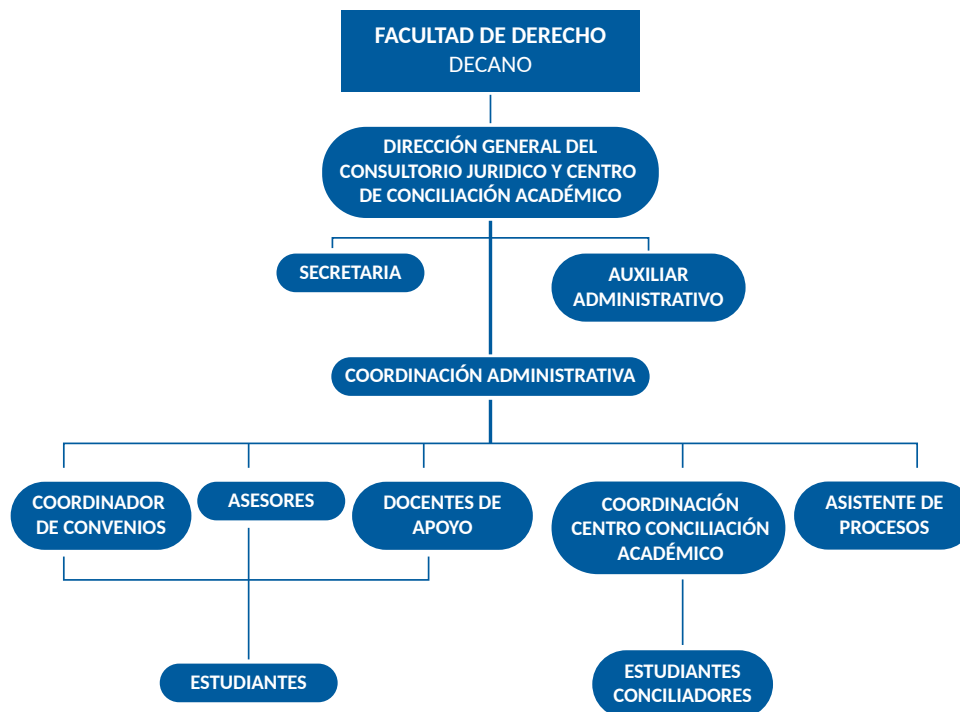 FACULTAD DE DERECHO
DECANO
DIRECCIÓN GENERAL DEL
CONSULTORIO JURIDICO Y CENTRO
DE CONCILIACIÓN ACADÉMICO
SECRETARIA
AUXILIAR
ADMINISTRATIVO
COORDINACIÓN ADMINISTRATIVA
COORDINADOR
DE CONVENIOS
ASESORES
DOCENTES DE
APOYO
COORDINACIÓN
CENTRO CONCILIACIÓN
ACADÉMICO
ASISTENTE DE
PROCESOS
ESTUDIANTES
ESTUDIANTES
CONCILIADORES